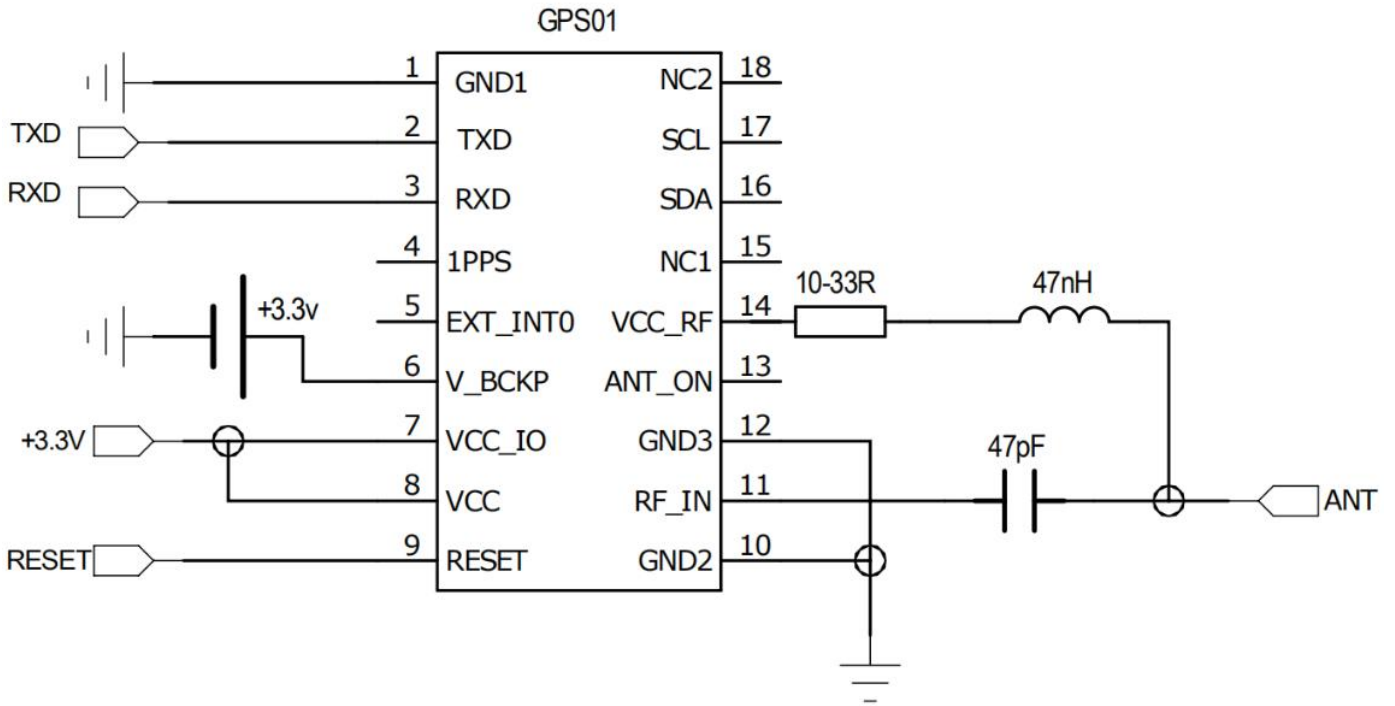 GPS01
1 GND1 NC2 18
TXD 2 TXD SCL 17
RXD 3 RXD SDA 16
4 1PPS NC1 15
10-33R 47nH
+3.3v 5 EXT_INT0 VCC_RF 14
6 V_BCKP ANT_ON 13
+3.3V 7 VCC_IO GND3 12
47pF
8 VCC RF_IN 11 ANT
RESET 9 RESET GND2 10